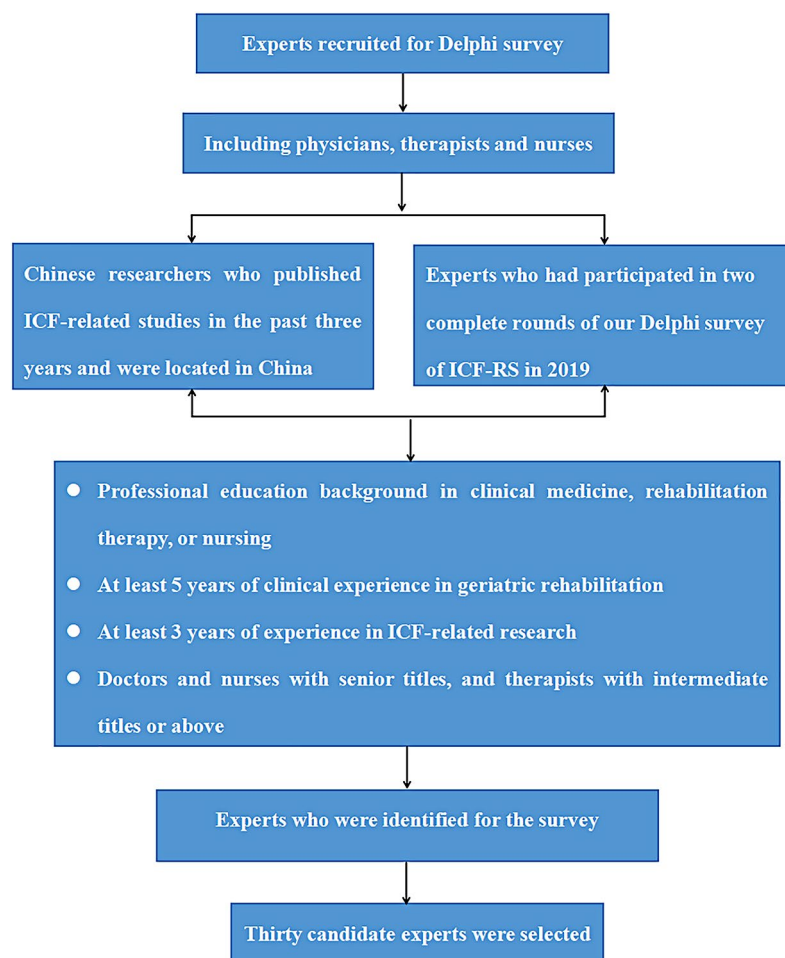 Experts recruited for Delphi survey
Including physicians, therapists and nurses
Chinese researchers who published
ICF-related studies in the past three
years and were located in China
Experts who had participated in two
complete rounds of our Delphi survey
of ICF-RS in 2019
● Professional education background in clinical medicine, rehabilitation
therapy, or nursing
● At least 5 years of clinical experience in geriatric rehabilitation
● At least 3 years of experience in ICF-related research
● Doctors and nurses with senior titles, and therapists with intermediate
titles or above
Experts who were identified for the survey
Thirty candidate experts were selected